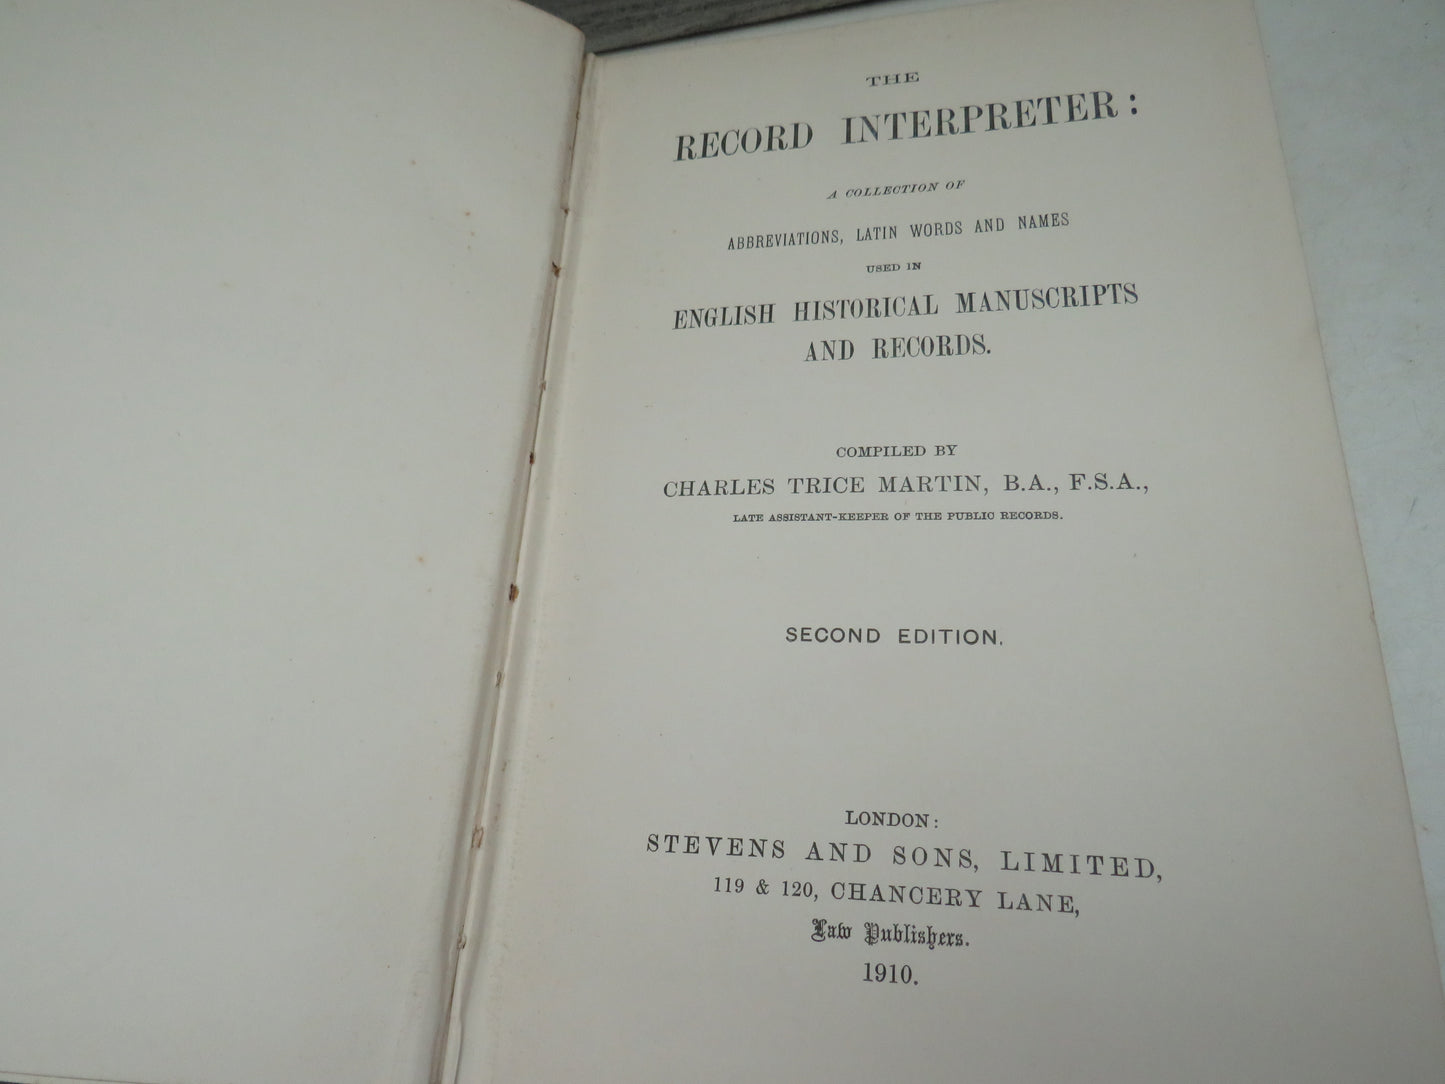 THE
RECORD INTERPRETER:
A COLLECTION OF
ABBREVIATIONS, LATIN WORDS AND NAMES
USED IN
ENGLISH HISTORICAL MANUSCRIPTS
AND RECORDS.
COMPILED BY
CHARLES TRICE MARTIN, B.A., F.S.A.,
LATE ASSISTANT-KEEPER OF THE PUBLIC RECORDS.
SECOND EDITION.
LONDON:
STEVENS AND SONS, LIMITED,
119 & 120, CHANCERY LANE,
Law Publishers.
1910.